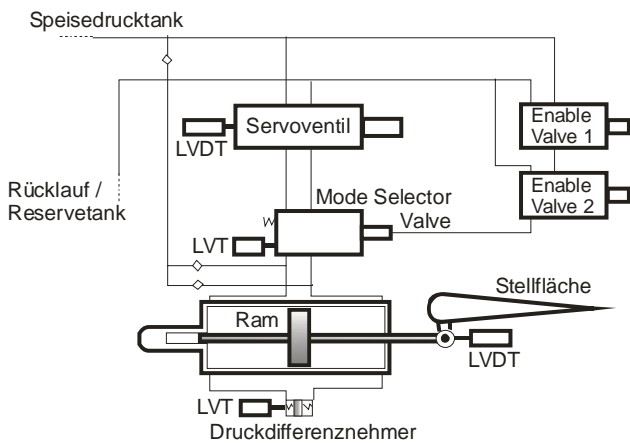 Speisedrucktank
Servoventil
LVDT
Enable
Valve 1
Enable
Valve 2
Rücklauf /
Reservetank
Mode Selector
Valve
LVT
Stellfläche
Ram
LVDT
LVT
Druckdifferenznehmer